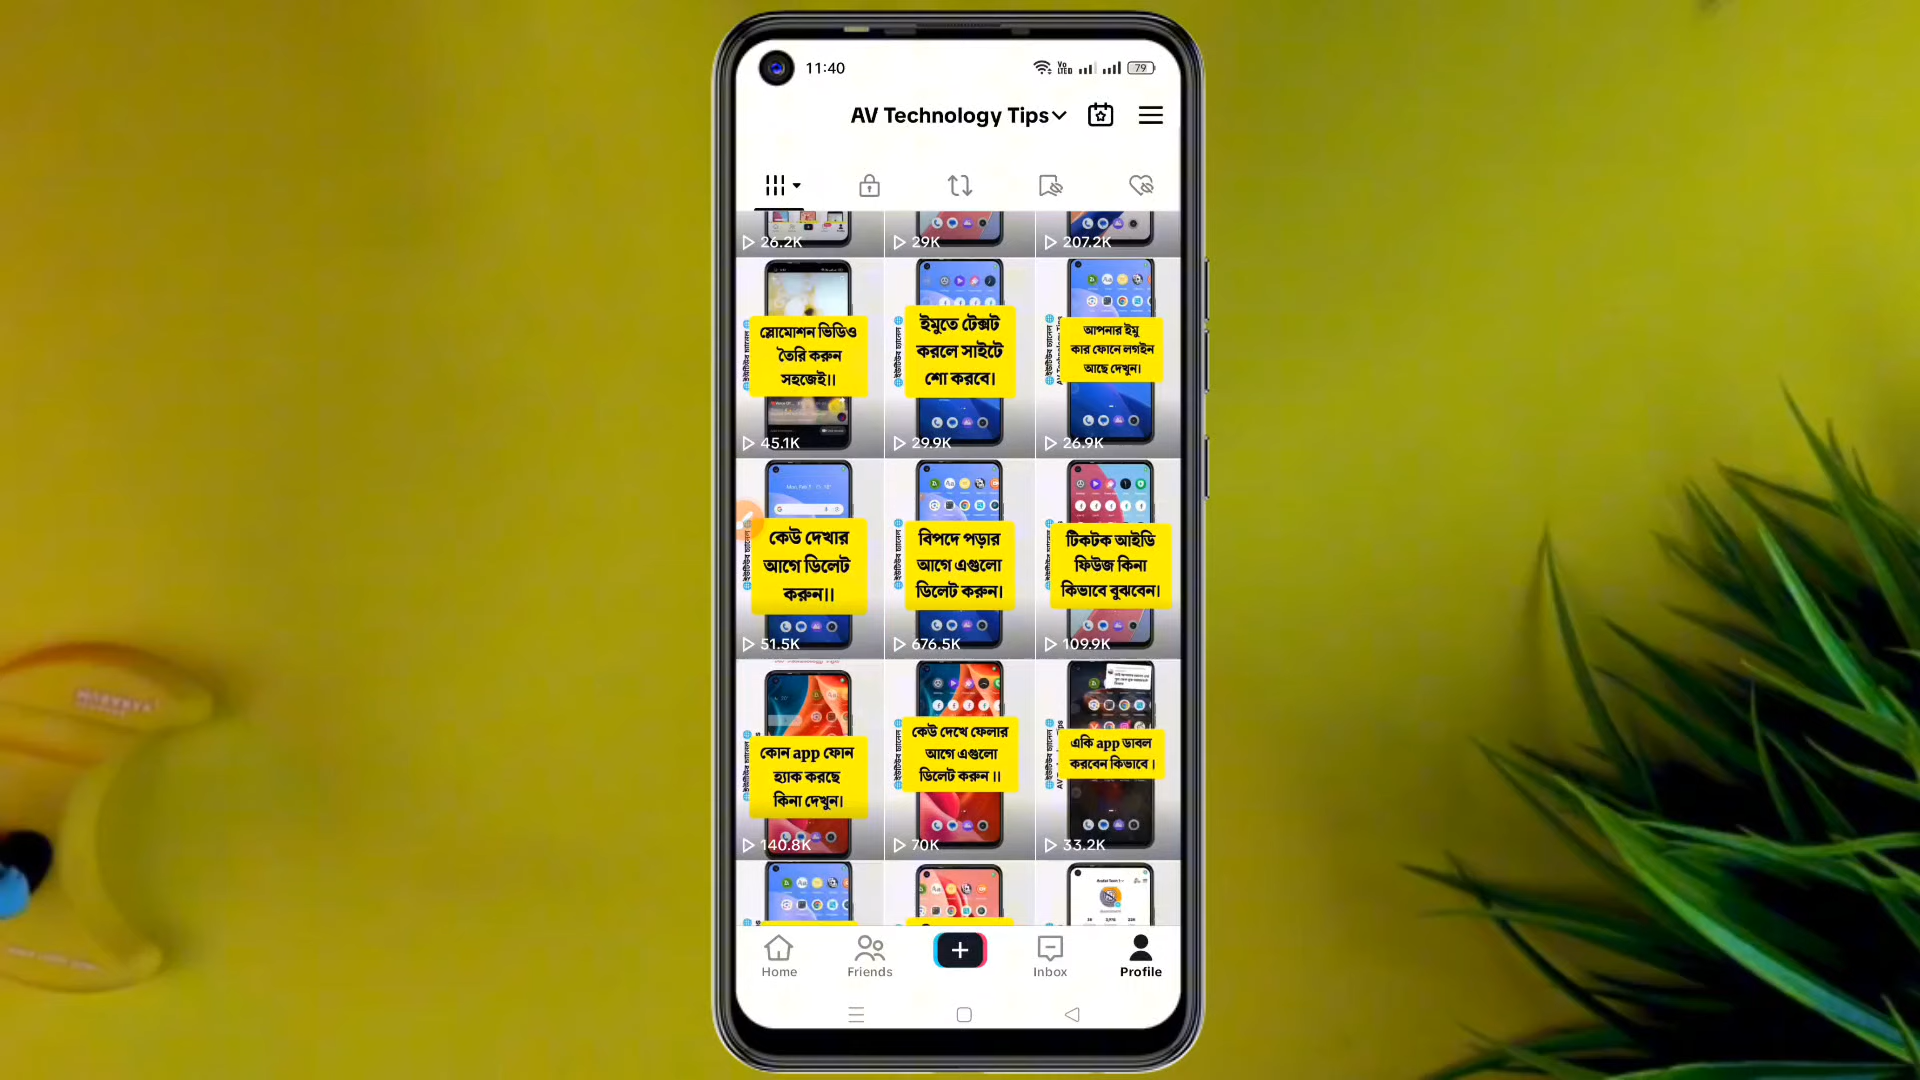 11:40
Vo
LTE
79
AV Technology Tips
26.2K
29K
207.2K
স্লোমোশন ভিডিও
তৈরি করুন
সহজেই।।
45.1K
ইমুতে টেক্সট
করলে সাইটে
শো করবে।
29.9K
আপনার ইমু
কার ফোনে লগইন
আছে দেখুন।
26.9K
কেউ দেখার
আগে ডিলেট
করুন।।
51.5K
বিপদে পড়ার
আগে এগুলো
ডিলেট করুন।
676.5K
টিকটক আইডি
ফিউজ কিনা
কিভাবে বুঝবেন।
109.9K
কোন app ফোন
হ্যাক করছে
কিনা দেখুন।
140.8K
কেউ দেখে ফেলার
আগে এগুলো
ডিলেট করুন ।।
70K
একি app ডাবল
করবেন কিভাবে ।
33.2K
Home
Friends
Inbox
Profile